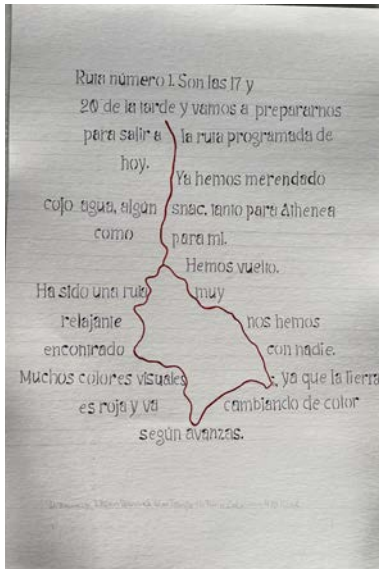 Ruta número 1. Son las 17 y
20 de la tarde y vamos a prepararnos
para salir a la ruta programada de
hoy.
Ya hemos merendado
cojo agua, algún snac, tanto para Athenea
como para mi.
Hemos vuelto.
Ha sido una ruta muy
relajante nos hemos
encontrado con nadie.
Muchos colores visuales, ya que la tierra
es roja y va cambiando de color
según avanzas.